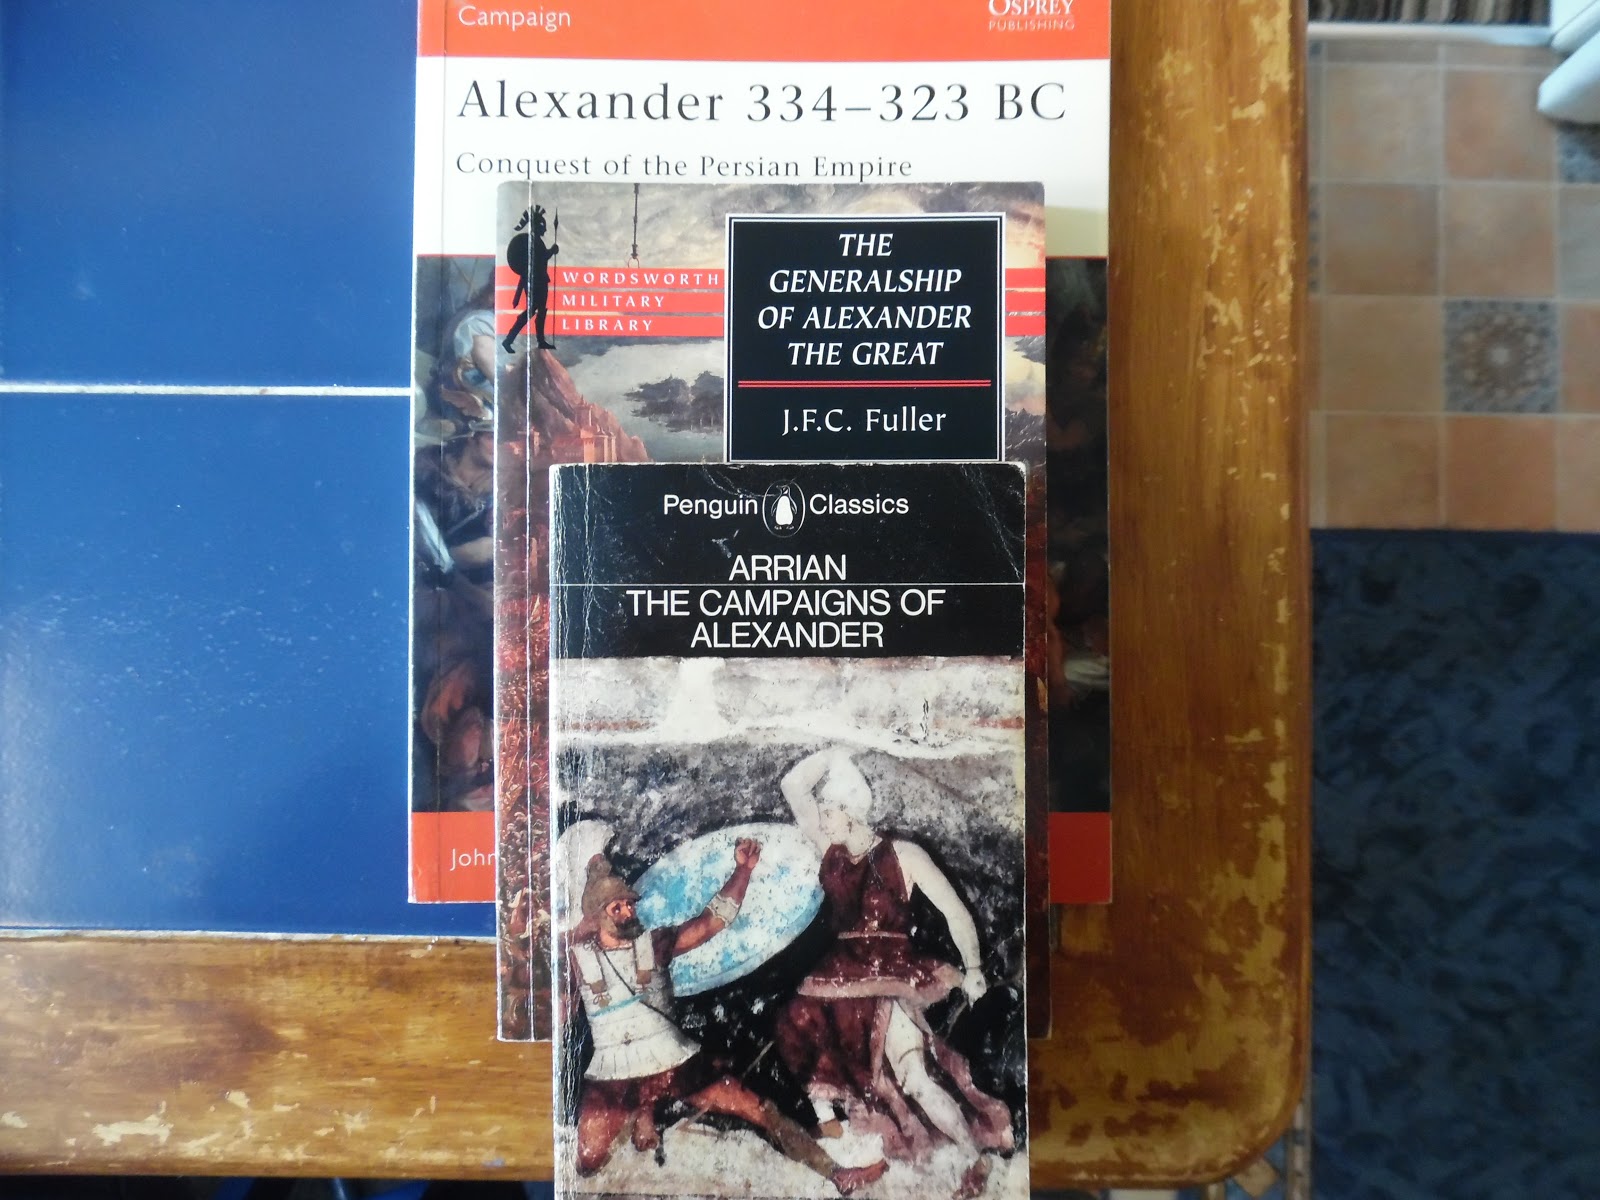 Campaign
OSPREY
PUBLISHING
Alexander 334–323 BC
Conquest of the Persian Empire
WORDSWORTH
MILITARY
LIBRARY
THE
GENERALSHIP
OF ALEXANDER
THE GREAT
J.F.C. Fuller
Penguin Classics
ARRIAN
THE CAMPAIGNS OF
ALEXANDER
John